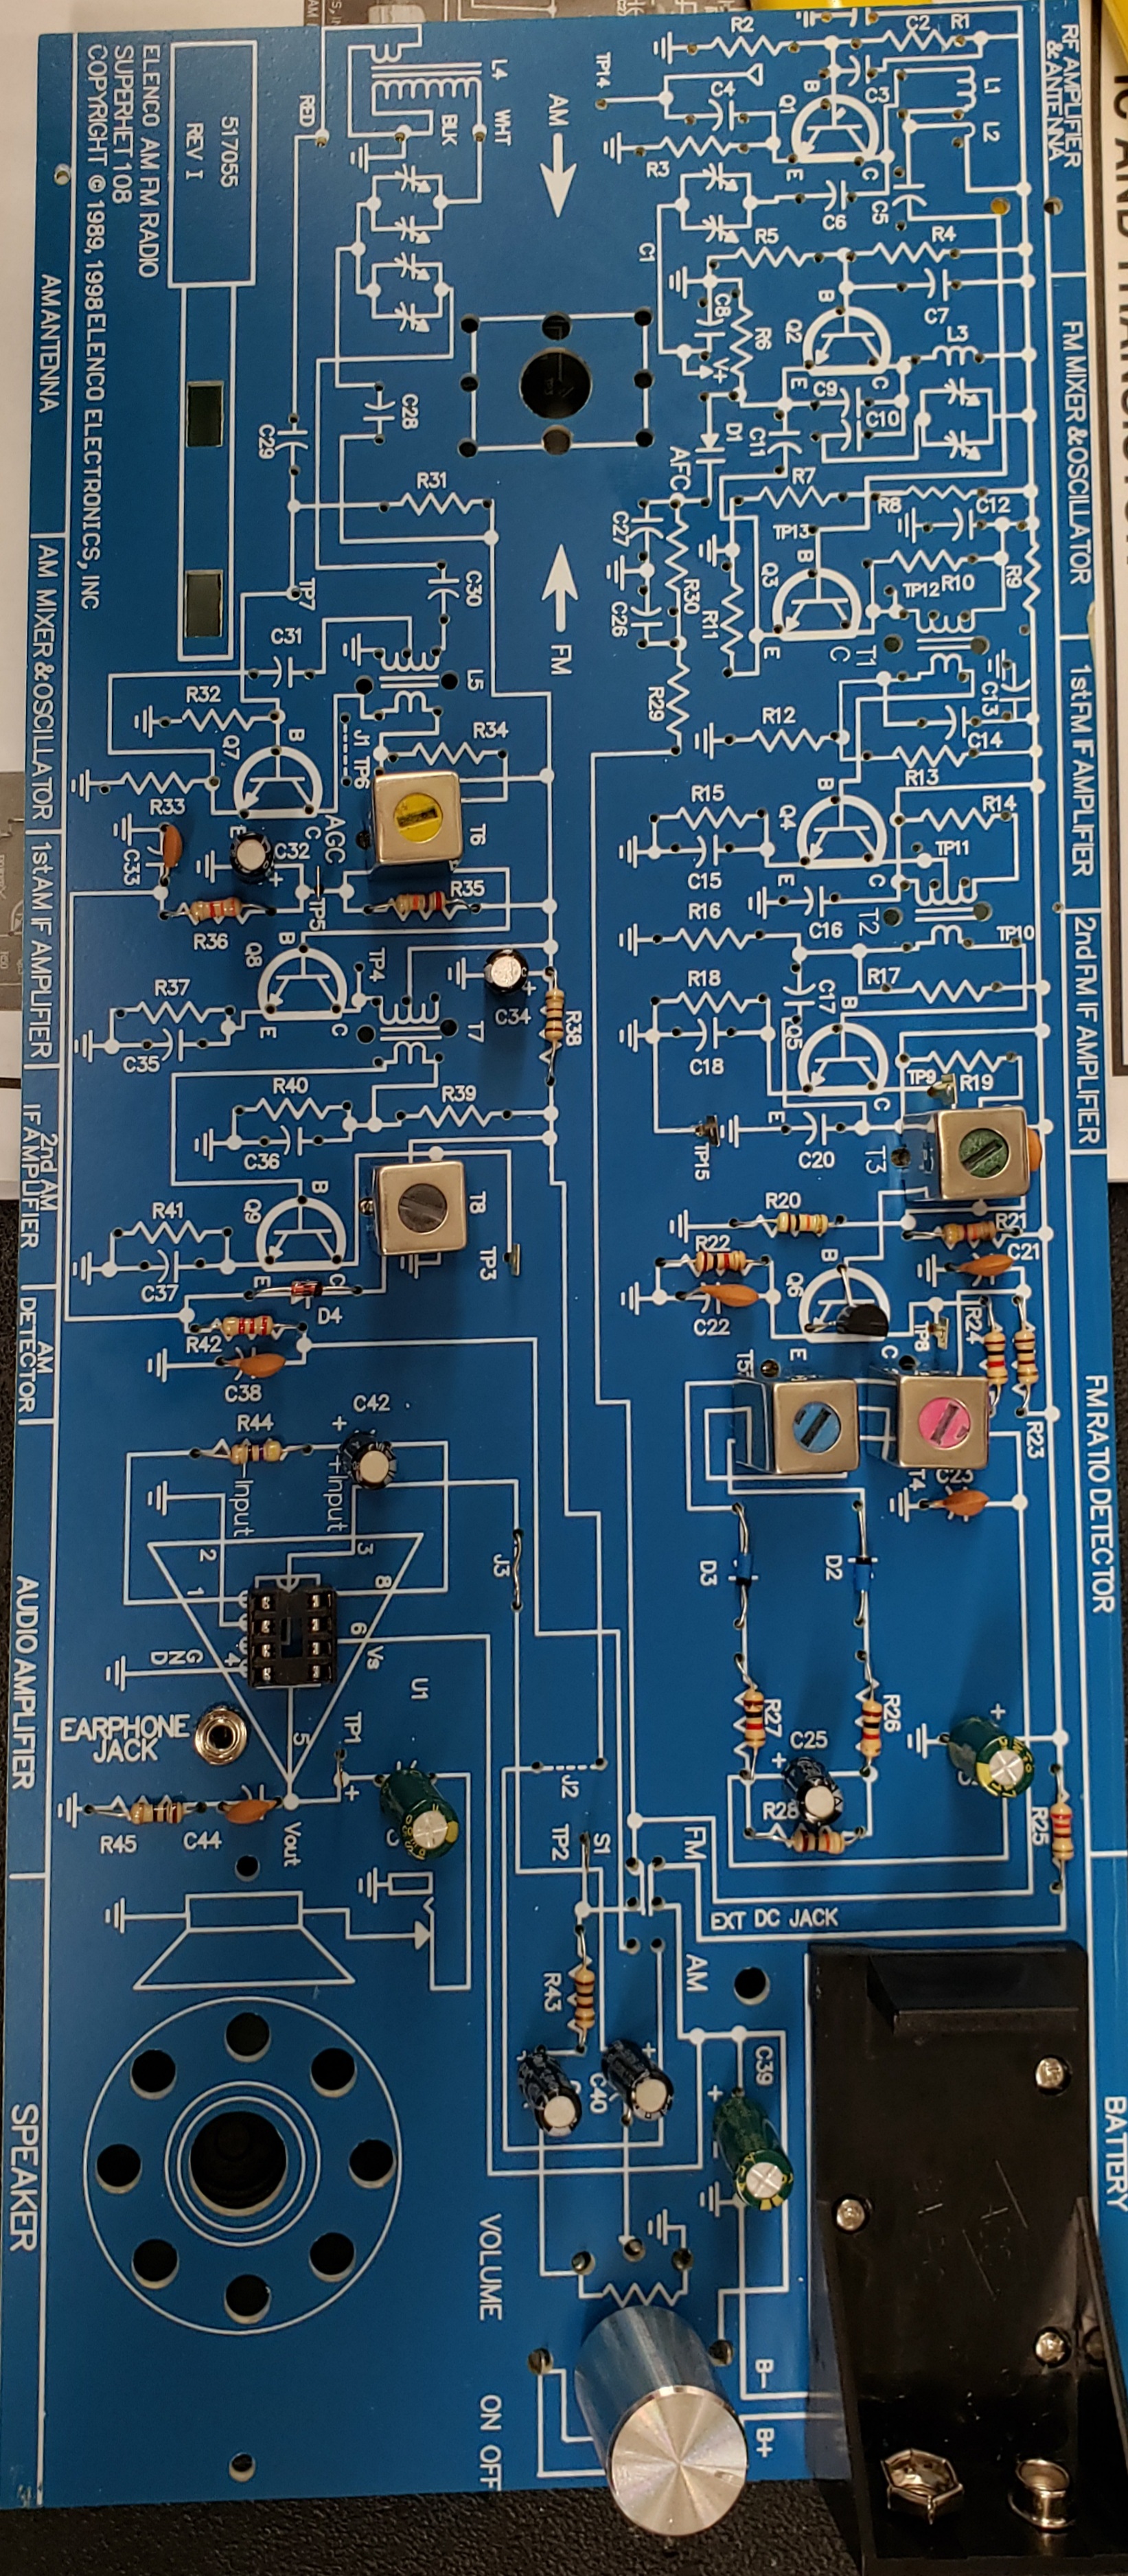 RF AMPLIFIER
& ANTENNA
FM MIXER & OSCILLATOR
1st FM IF AMPLIFIER
2nd FM IF AMPLIFIER
FM RATIO DETECTOR
BATTERY
R2
C2
R1
C3
L1
L2
TP14
C4
Q1
B
E
C
R3
C6
C5
C1
R5
R4
C7
C8
R6
V+
Q2
B
E
C
L3
C9
C10
C11
D1
AFC
R7
R8
C12
TP13
B
Q3
E
C
TP12
R10
R9
C27
C26
R30
R11
T1
C13
C14
R29
R12
R13
R15
C15
Q4
B
E
C
R14
TP11
C16
T2
TP10
R16
R17
R18
C18
C17
Q5
B
E
C
TP9
R19
TP15
C20
T3
R20
R21
R22
C21
C22
Q6
B
E
C
TP8
R24
R23
T5
T4
C23
D3
D2
R27
R26
C25
R28
R25
FM
AM
S1
EXT DC JACK
C39
B-
B+
AM
FM
L4
WHT
BLK
RED
517055
REV I
ELENCO AM FM RADIO
SUPERHET 108
COPYRIGHT © 1989, 1998 ELENCO ELECTRONICS, INC
C28
C29
R31
TP7
C30
C31
L5
R32
Q7
B
E
C
J1
TP6
R34
R33
C33
C32
+
AGC
T6
TP5
R35
R36
Q8
B
E
C
TP4
T7
C34
+
R38
R37
C35
R40
R39
C36
R41
C37
Q9
B
E
C
T8
TP3
D4
R42
C38
C42
+
R44
-Input
+Input
2
3
1
8
6
Vs
4
GND
5
U1
J3
J2
EARPHONE
JACK
TP1
+
R45
C44
Vout
TP2
R43
C40
VOLUME
ON OFF
AM ANTENNA
AM MIXER & OSCILLATOR
1st AM IF AMPLIFIER
2nd AM
IF AMPLIFIER
AM
DETECTOR
AUDIO AMPLIFIER
SPEAKER